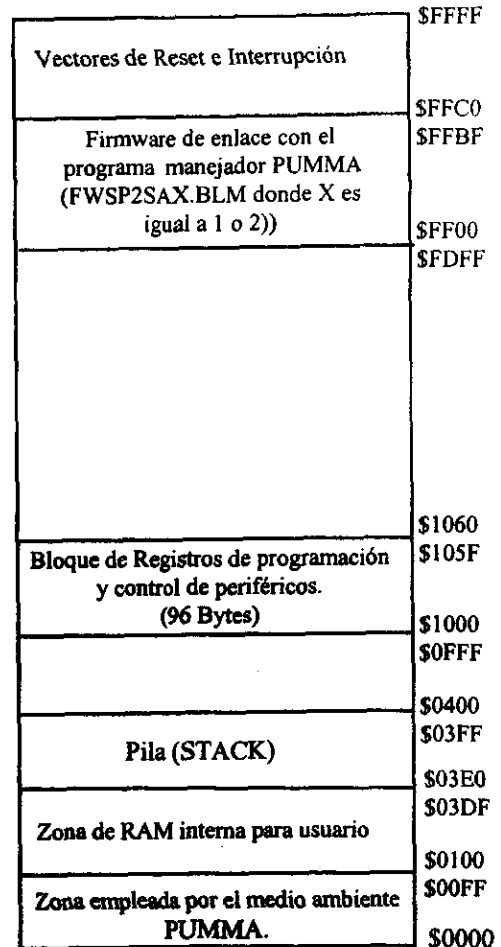 $FFFF
Vectores de Reset e Interrupción
$FFC0
Firmware de enlace con el
$FFBF
programa manejador PUMMA
(FWSP2SAX.BLM donde X es
igual a 1 o 2))
$FF00
$FDFF
$1060
Bloque de Registros de programación
$105F
y control de periféricos.
(96 Bytes)
$1000
$0FFF
$0400
$03FF
Pila (STACK)
$03E0
$03DF
Zona de RAM interna para usuario
$0100
$00FF
Zona empleada por el medio ambiente
PUMMA.
$0000